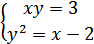 xy = 3
y² = x − 2